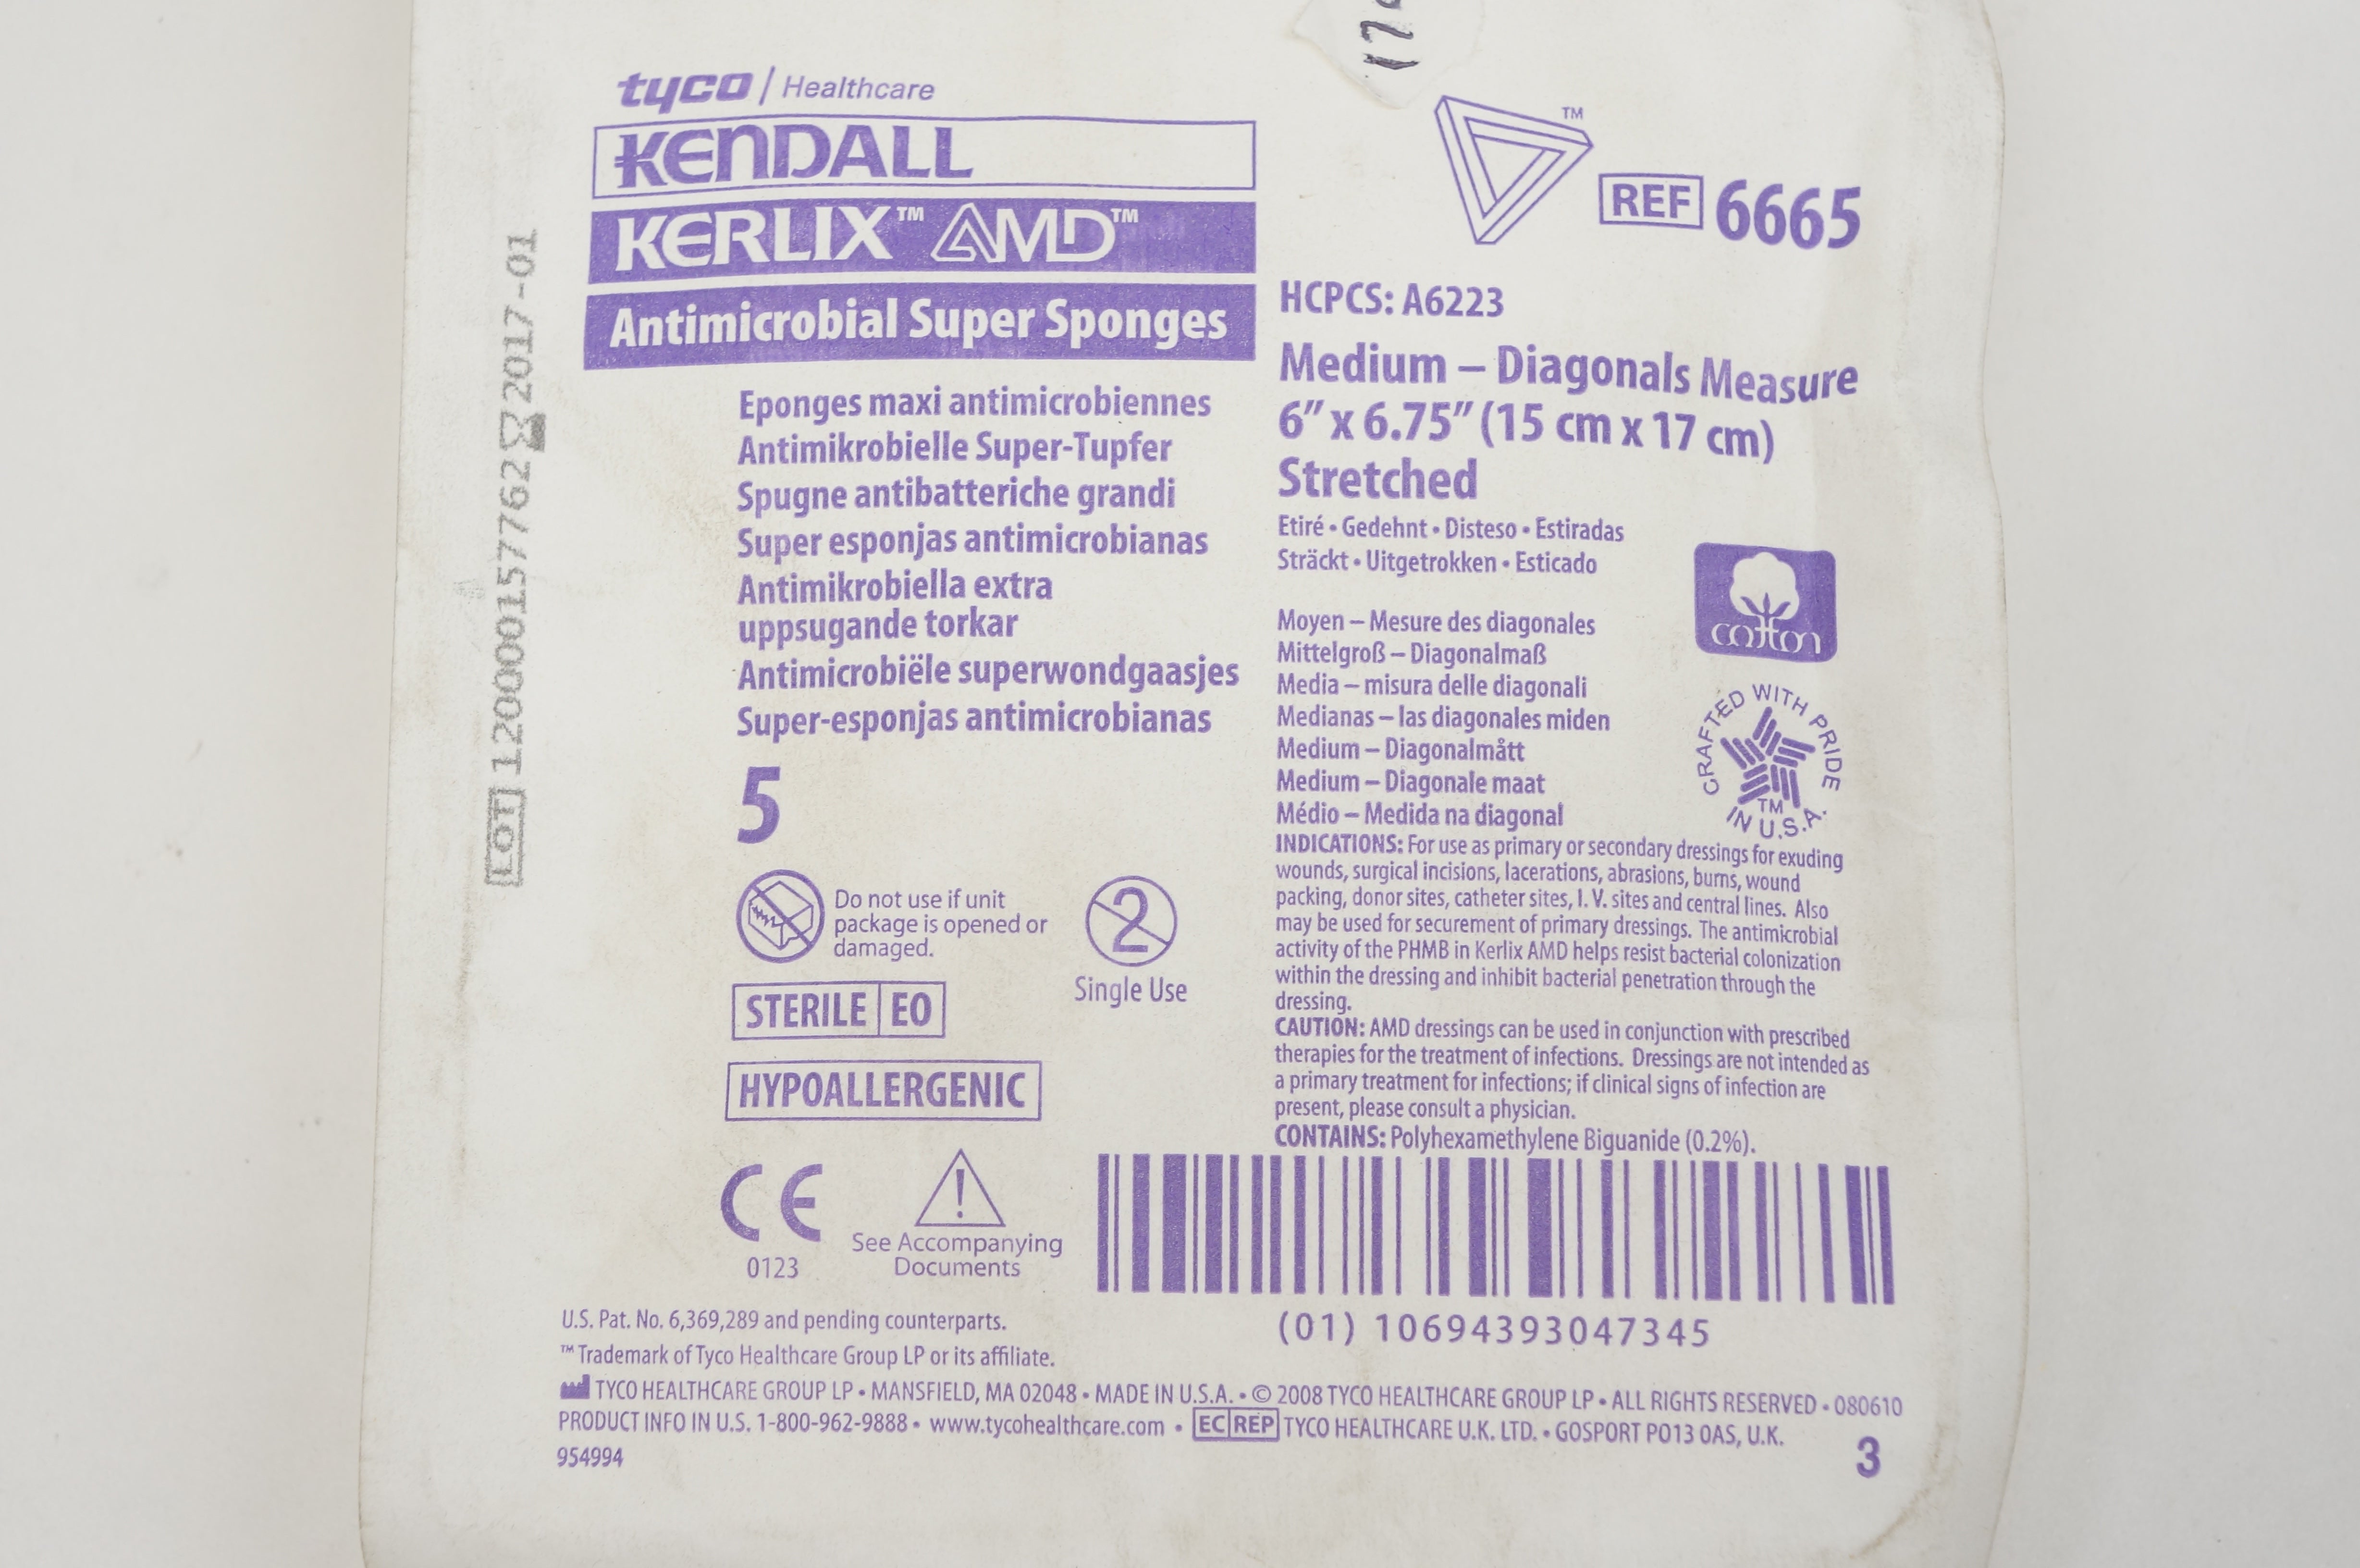 tyco / Healthcare
KENDALL
KERLIX™ AMD™
Antimicrobial Super Sponges
Eponges maxi antimicrobiennes
Antimikrobielle Super-Tupfer
Spugne antibatteriche grandi
Super esponjas antimicrobianas
Antimikrobiella extra
uppsugande torkar
Antimicrobiële superwondgaasjes
Super-esponjas antimicrobianas
5
Do not use if unit
package is opened or
damaged.
2
Single Use
STERILE EO
HYPOALLERGENIC
CE
0123
!
See Accompanying
Documents
LOT 120000157762 2017-01
™
REF 6665
HCPCS: A6223
Medium – Diagonals Measure
6" x 6.75" (15 cm x 17 cm)
Stretched
Etiré • Gedehnt • Disteso • Estiradas
Sträckt • Uitgetrokken • Esticado
cotton
Moyen – Mesure des diagonales
Mittelgroß – Diagonalmaß
Media – misura delle diagonali
Medianas – las diagonales miden
Medium – Diagonalmått
Medium – Diagonale maat
Médio – Medida na diagonal
CRAFTED WITH PRIDE
TM
IN U.S.A.
INDICATIONS: For use as primary or secondary dressings for exuding
wounds, surgical incisions, lacerations, abrasions, burns, wound
packing, donor sites, catheter sites, I. V. sites and central lines. Also
may be used for securement of primary dressings. The antimicrobial
activity of the PHMB in Kerlix AMD helps resist bacterial colonization
within the dressing and inhibit bacterial penetration through the
dressing.
CAUTION: AMD dressings can be used in conjunction with prescribed
therapies for the treatment of infections. Dressings are not intended as
a primary treatment for infections; if clinical signs of infection are
present, please consult a physician.
CONTAINS: Polyhexamethylene Biguanide (0.2%).
(01) 10694393047345
U.S. Pat. No. 6,369,289 and pending counterparts.
™ Trademark of Tyco Healthcare Group LP or its affiliate.
TYCO HEALTHCARE GROUP LP • MANSFIELD, MA 02048 • MADE IN U.S.A. • © 2008 TYCO HEALTHCARE GROUP LP • ALL RIGHTS RESERVED • 080610
PRODUCT INFO IN U.S. 1-800-962-9888 • www.tycohealthcare.com • EC REP TYCO HEALTHCARE U.K. LTD. • GOSPORT PO13 0AS, U.K.
954994
3